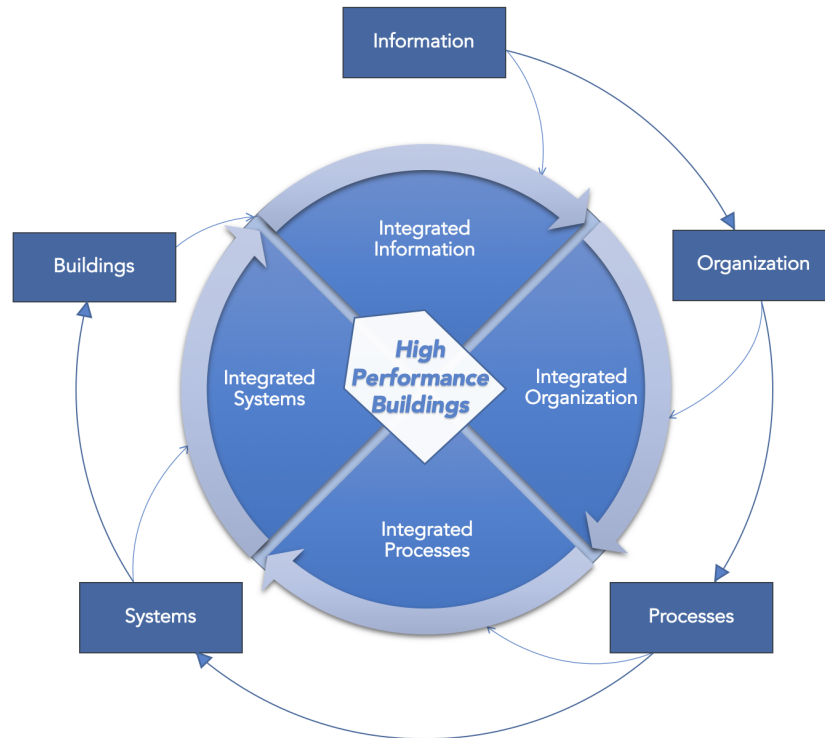 Information
Integrated
Information
Buildings
Organization
High
Performance
Buildings
Integrated
Systems
Integrated
Organization
Integrated
Processes
Systems
Processes